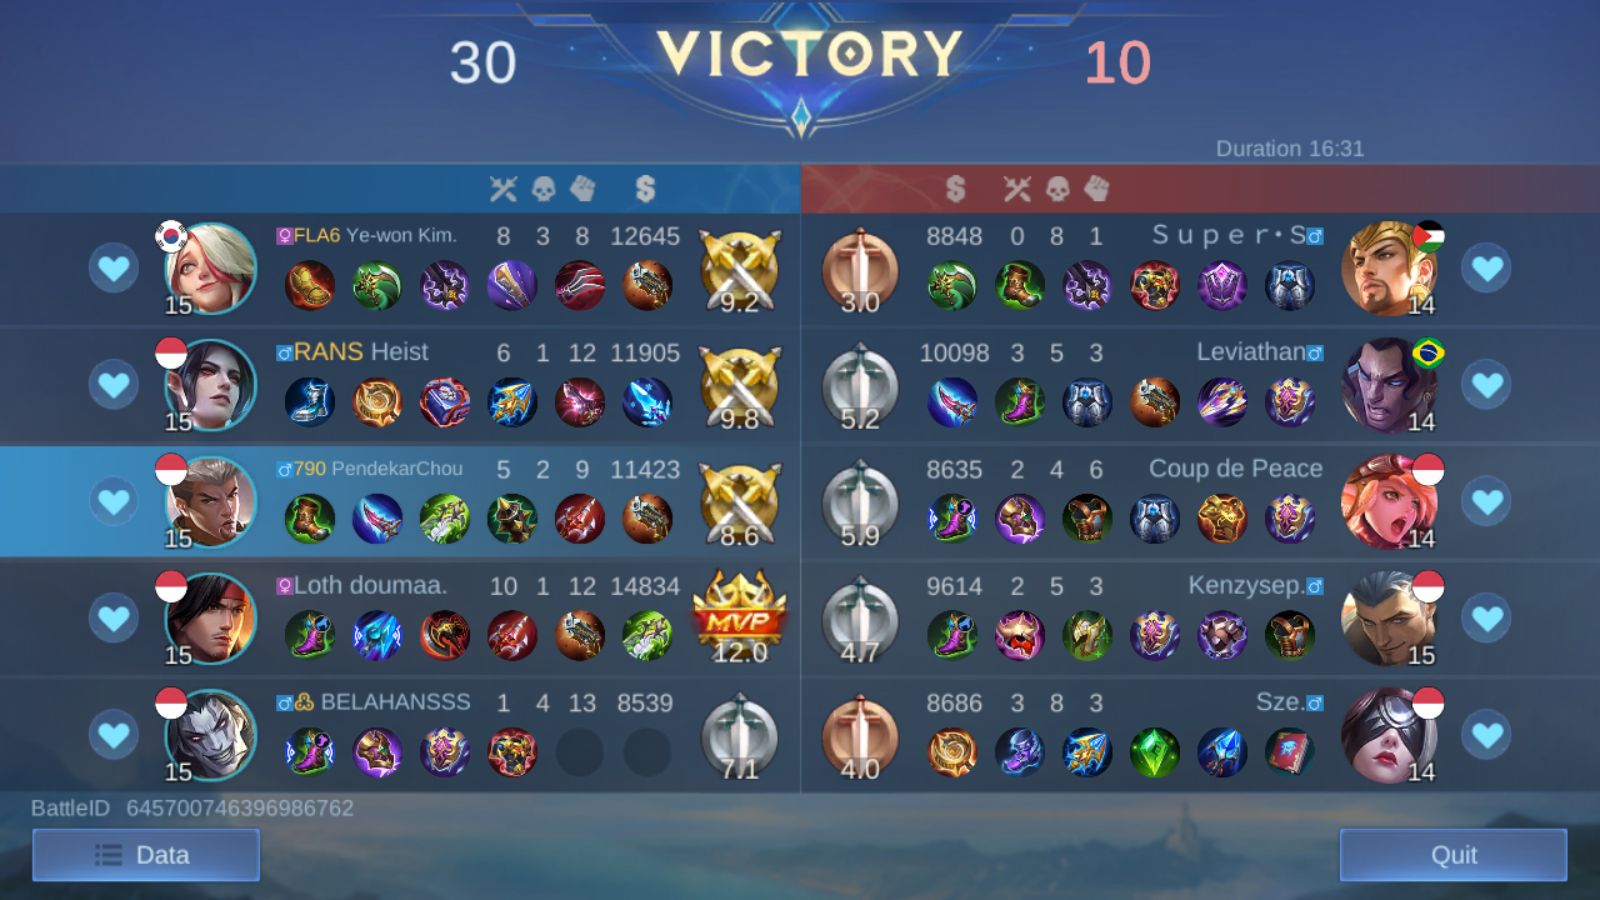 30 VICTORY 10
Duration 16:31
FLA6 Ye-won Kim. 8 3 8 12645
15 9.2
3.0 8848 0 8 1 Super·S
14
RANS Heist 6 1 12 11905
15 9.8
5.2 10098 3 5 3 Leviathan
14
790 PendekarChou 5 2 9 11423
15 8.6
5.9 8635 2 4 6 Coup de Peace
14
Loth doumaa. 10 1 12 14834
15 MVP 12.0
4.7 9614 2 5 3 Kenzysep.
15
BELAHANSSS 1 4 13 8539
15 7.1
4.0 8686 3 8 3 Sze.
14
BattleID 645700746396986762
Data
Quit